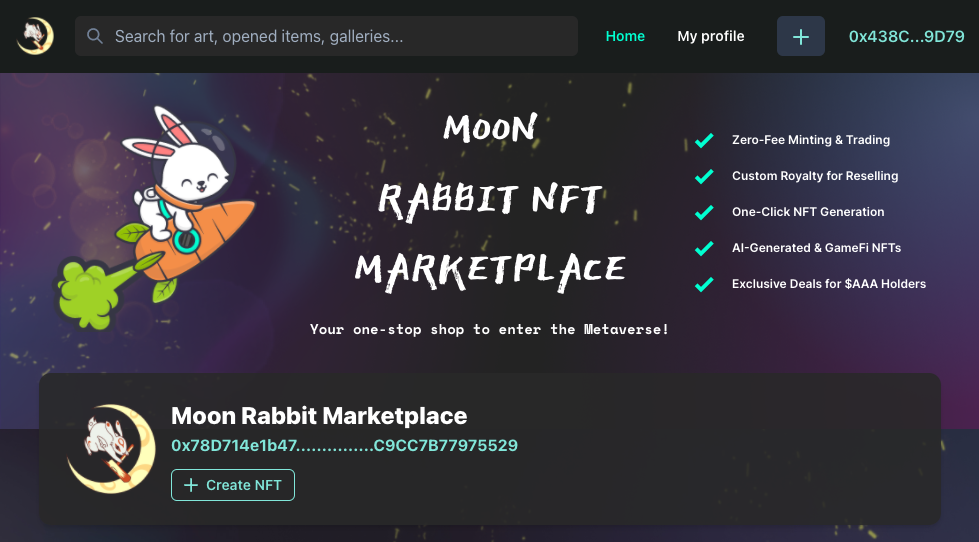 Search for art, opened items, galleries...
Home
My profile
+
0x438C...9D79
MOON
RABBIT NFT
MARKETPLACE
Your one-stop shop to enter the Metaverse!
Zero-Fee Minting & Trading
Custom Royalty for Reselling
One-Click NFT Generation
AI-Generated & GameFi NFTs
Exclusive Deals for $AAA Holders
Moon Rabbit Marketplace
0x78D714e1b47...............C9CC7B77975529
+ Create NFT